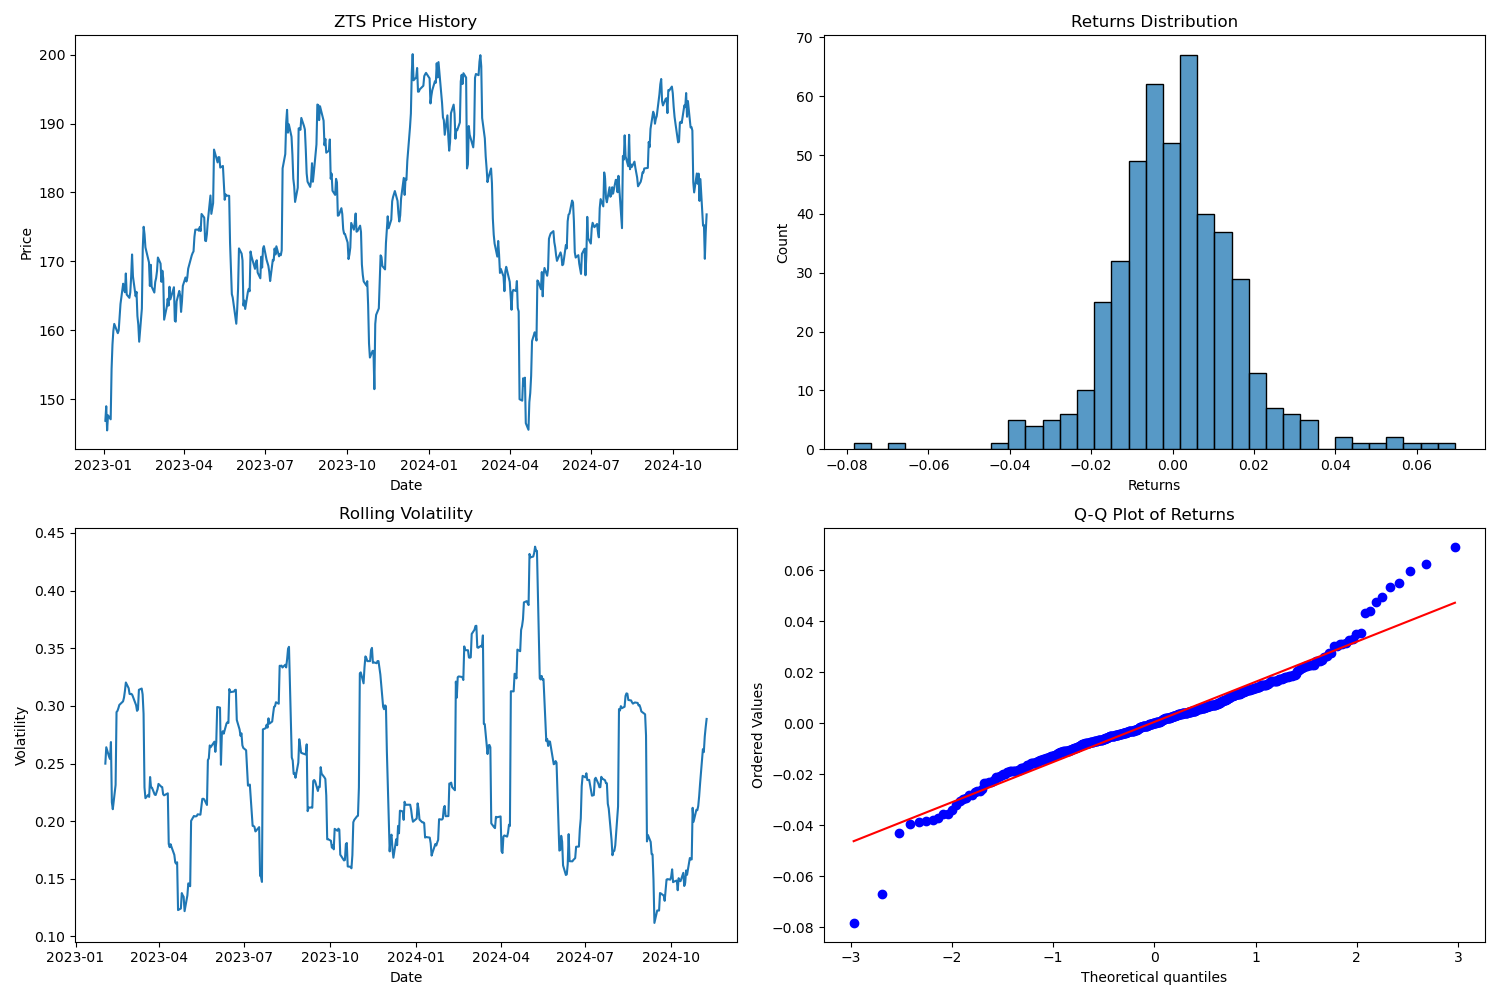 ZTS Price History
200
190
180
170
160
150
Price
2023-01 2023-04 2023-07 2023-10 2024-01 2024-04 2024-07 2024-10
Date
Returns Distribution
70
60
50
40
30
20
10
0
Count
−0.08 −0.06 −0.04 −0.02 0.00 0.02 0.04 0.06
Returns
Rolling Volatility
0.45
0.40
0.35
0.30
0.25
0.20
0.15
0.10
Volatility
2023-01 2023-04 2023-07 2023-10 2024-01 2024-04 2024-07 2024-10
Date
Q-Q Plot of Returns
0.06
0.04
0.02
0.00
−0.02
−0.04
−0.06
−0.08
Ordered Values
−3 −2 −1 0 1 2 3
Theoretical quantiles